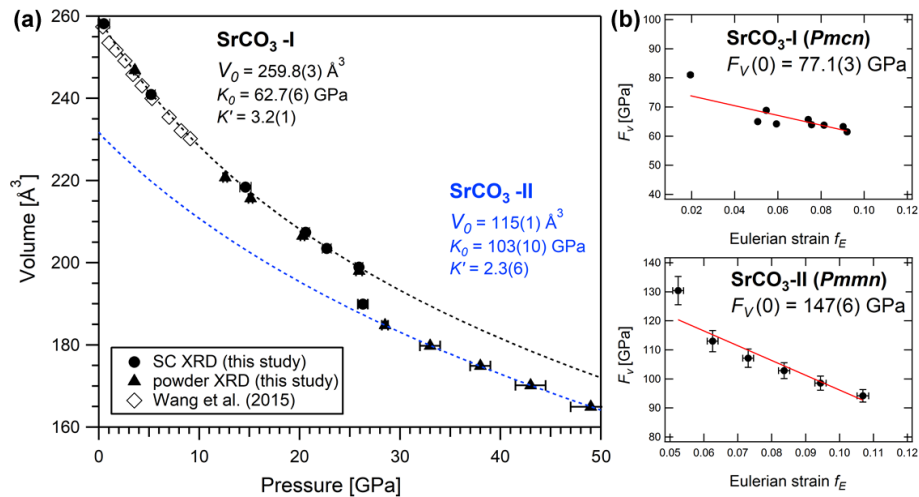 (a)
260
240
220
200
180
160
Volume [Å³]
0
10
20
30
40
50
Pressure [GPa]
SrCO₃ -I
V₀ = 259.8(3) Å³
K₀ = 62.7(6) GPa
K' = 3.2(1)
SrCO₃ -II
V₀ = 115(1) Å³
K₀ = 103(10) GPa
K' = 2.3(6)
SC XRD (this study)
powder XRD (this study)
Wang et al. (2015)
(b)
100
90
80
70
60
50
40
Fᵥ [GPa]
SrCO₃-I (Pmcn)
F_V(0) = 77.1(3) GPa
0.02
0.04
0.06
0.08
0.10
0.12
Eulerian strain f_E
140
130
120
110
100
90
80
Fᵥ [GPa]
SrCO₃-II (Pmmn)
F_V(0) = 147(6) GPa
0.05
0.06
0.07
0.08
0.09
0.10
0.11
0.12
Eulerian strain f_E